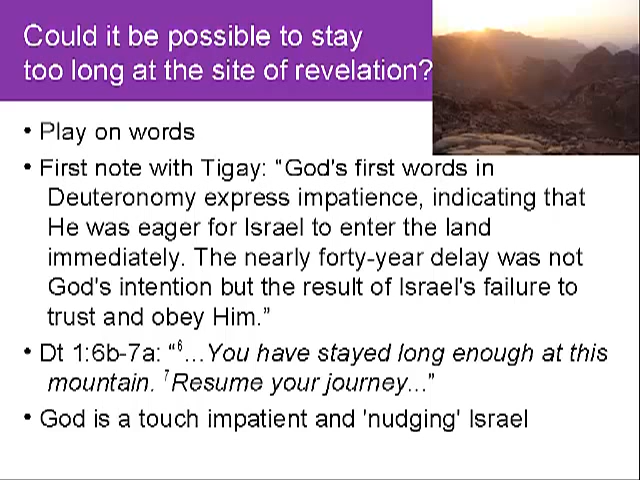 Could it be possible to stay
too long at the site of revelation?
• Play on words
• First note with Tigay: “God's first words in
Deuteronomy express impatience, indicating that
He was eager for Israel to enter the land
immediately. The nearly forty-year delay was not
God's intention but the result of Israel's failure to
trust and obey Him.”
• Dt 1:6b-7a: “⁶...You have stayed long enough at this
mountain. ⁷Resume your journey...”
• God is a touch impatient and 'nudging' Israel